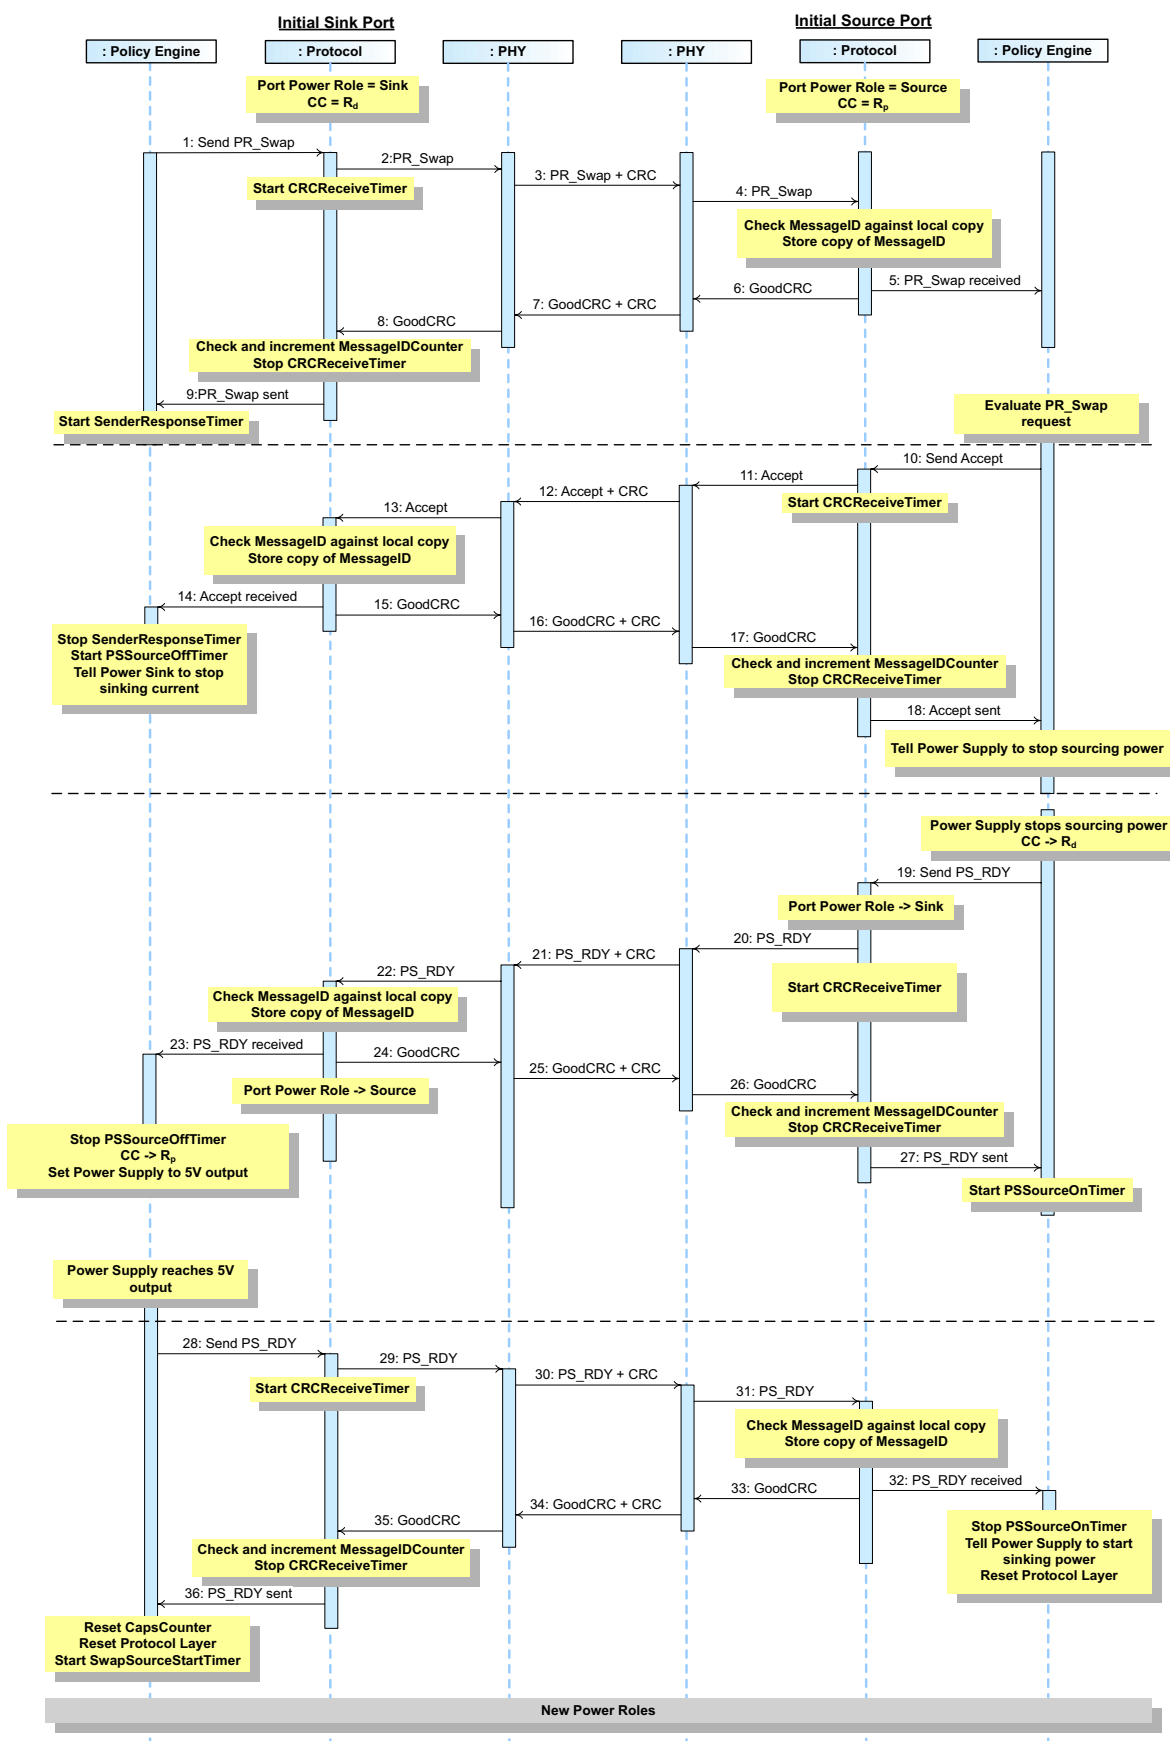 Initial Sink Port
Initial Source Port
: Policy Engine
: Protocol
: PHY
: PHY
: Protocol
: Policy Engine
Port Power Role = Sink
CC = Rd
Port Power Role = Source
CC = Rp
1: Send PR_Swap
2:PR_Swap
Start CRCReceiveTimer
3: PR_Swap + CRC
4: PR_Swap
Check MessageID against local copy
Store copy of MessageID
5: PR_Swap received
6: GoodCRC
7: GoodCRC + CRC
8: GoodCRC
Check and increment MessageIDCounter
Stop CRCReceiveTimer
9:PR_Swap sent
Start SenderResponseTimer
Evaluate PR_Swap
request
10: Send Accept
11: Accept
Start CRCReceiveTimer
12: Accept + CRC
13: Accept
Check MessageID against local copy
Store copy of MessageID
14: Accept received
15: GoodCRC
16: GoodCRC + CRC
17: GoodCRC
Stop SenderResponseTimer
Start PSSourceOffTimer
Tell Power Sink to stop
sinking current
Check and increment MessageIDCounter
Stop CRCReceiveTimer
18: Accept sent
Tell Power Supply to stop sourcing power
Power Supply stops sourcing power
CC -> Rd
19: Send PS_RDY
Port Power Role -> Sink
20: PS_RDY
21: PS_RDY + CRC
22: PS_RDY
Start CRCReceiveTimer
Check MessageID against local copy
Store copy of MessageID
23: PS_RDY received
24: GoodCRC
25: GoodCRC + CRC
26: GoodCRC
Port Power Role -> Source
Check and increment MessageIDCounter
Stop CRCReceiveTimer
Stop PSSourceOffTimer
CC -> Rp
Set Power Supply to 5V output
27: PS_RDY sent
Start PSSourceOnTimer
Power Supply reaches 5V
output
28: Send PS_RDY
29: PS_RDY
Start CRCReceiveTimer
30: PS_RDY + CRC
31: PS_RDY
Check MessageID against local copy
Store copy of MessageID
32: PS_RDY received
33: GoodCRC
34: GoodCRC + CRC
35: GoodCRC
Check and increment MessageIDCounter
Stop CRCReceiveTimer
Stop PSSourceOnTimer
Tell Power Supply to start
sinking power
Reset Protocol Layer
36: PS_RDY sent
Reset CapsCounter
Reset Protocol Layer
Start SwapSourceStartTimer
New Power Roles